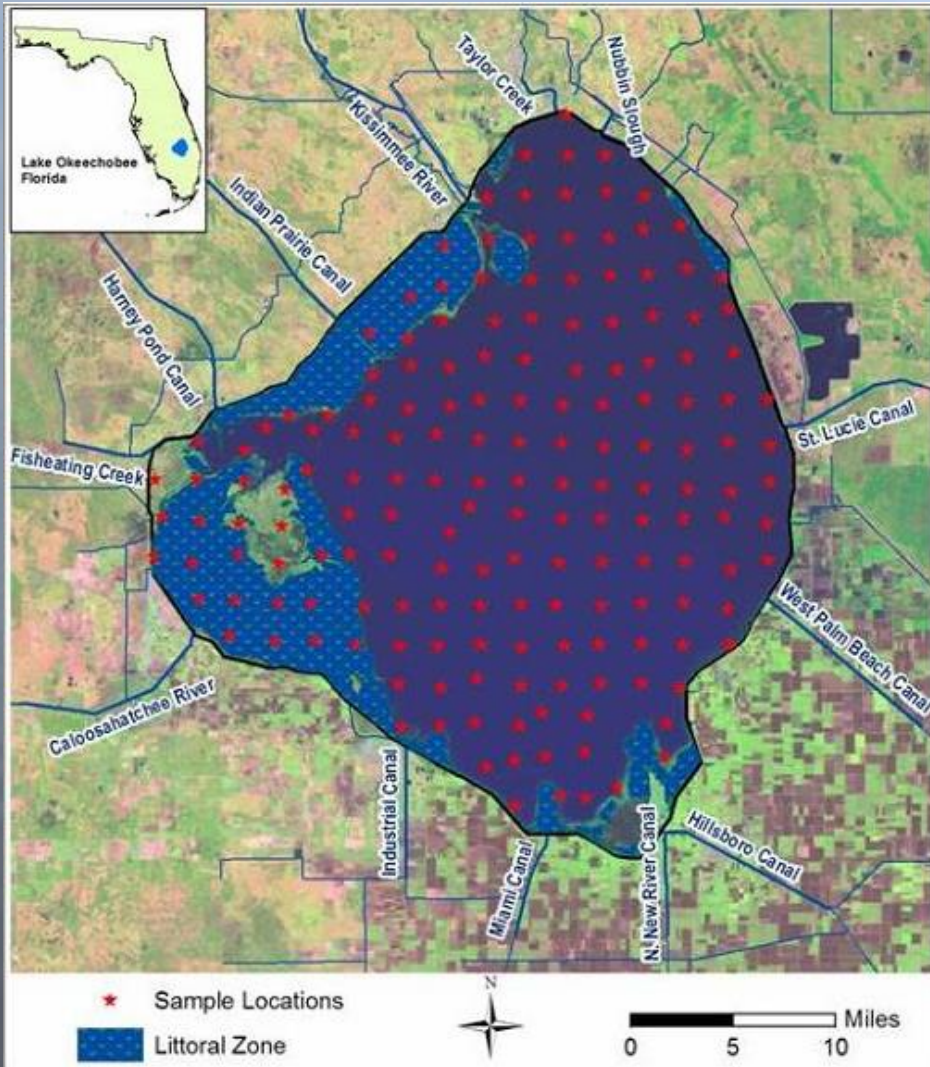 Lake Okeechobee
Florida
Taylor Creek
Nubbin Slough
Kissimmee River
Indian Prairie Canal
Harney Pond Canal
Fisheating Creek
St. Lucie Canal
West Palm Beach Canal
Caloosahatchee River
Industrial Canal
Miami Canal
N. New River Canal
Hillsboro Canal
N
Sample Locations
Littoral Zone
Miles
0 5 10